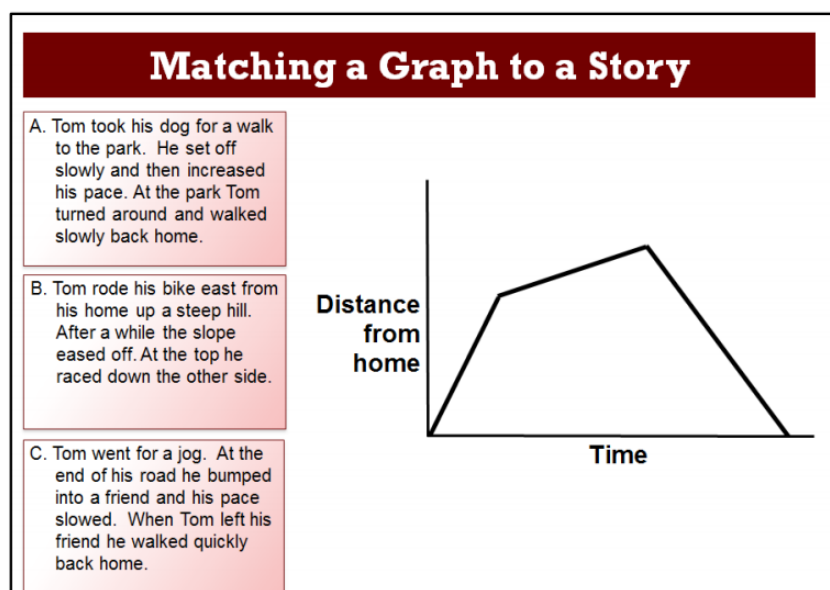 Matching a Graph to a Story
A. Tom took his dog for a walk
to the park. He set off
slowly and then increased
his pace. At the park Tom
turned around and walked
slowly back home.
B. Tom rode his bike east from
his home up a steep hill.
After a while the slope
eased off. At the top he
raced down the other side.
C. Tom went for a jog. At the
end of his road he bumped
into a friend and his pace
slowed. When Tom left his
friend he walked quickly
back home.
Distance
from
home
Time